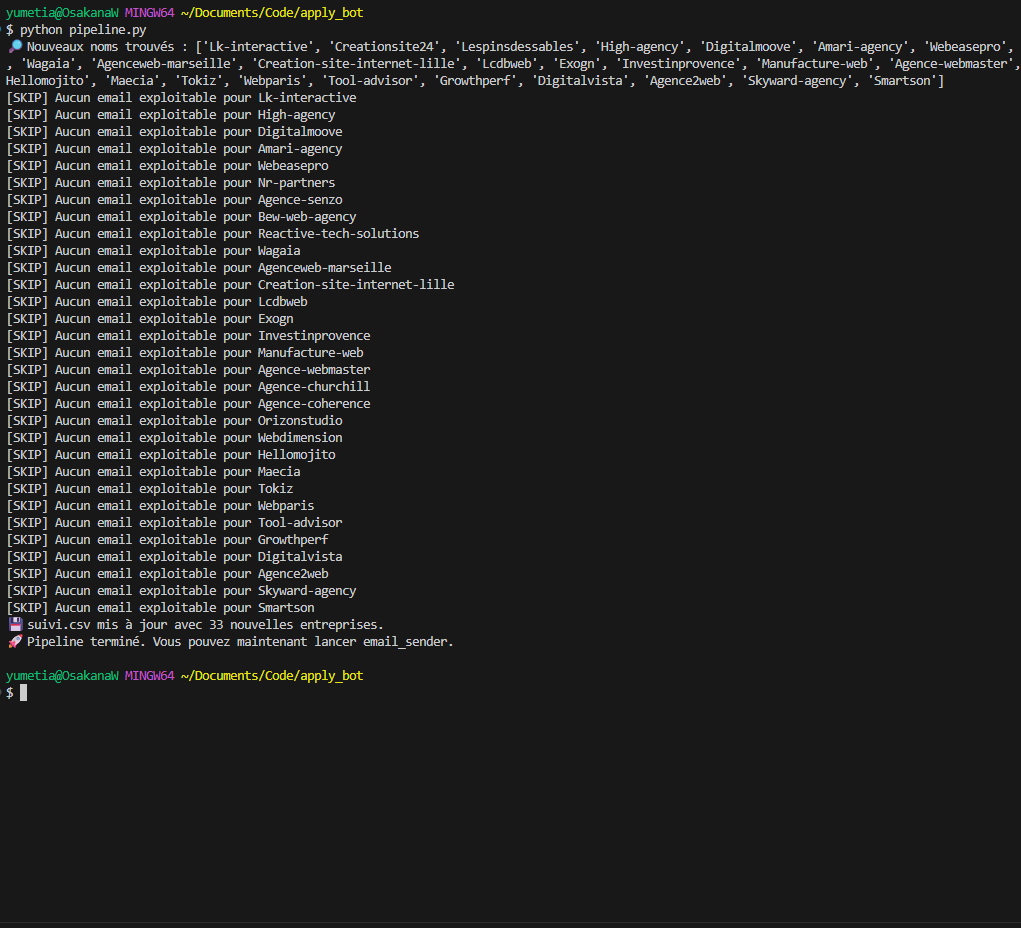 yumetia@OsakanaW MINGW64 ~/Documents/Code/apply_bot
$ python pipeline.py
🔎 Nouveaux noms trouvés : ['Lk-interactive', 'Creationsite24', 'Lespinsdessables', 'High-agency', 'Digitalmoove', 'Amari-agency', 'Webeasepro',
, 'Wagaia', 'Agenceweb-marseille', 'Creation-site-internet-lille', 'Lcdbweb', 'Exogn', 'Investinprovence', 'Manufacture-web', 'Agence-webmaster',
Hellomojito', 'Maecia', 'Tokiz', 'Webparis', 'Tool-advisor', 'Growthperf', 'Digitalvista', 'Agence2web', 'Skyward-agency', 'Smartson']
[SKIP] Aucun email exploitable pour Lk-interactive
[SKIP] Aucun email exploitable pour High-agency
[SKIP] Aucun email exploitable pour Digitalmoove
[SKIP] Aucun email exploitable pour Amari-agency
[SKIP] Aucun email exploitable pour Webeasepro
[SKIP] Aucun email exploitable pour Nr-partners
[SKIP] Aucun email exploitable pour Agence-senzo
[SKIP] Aucun email exploitable pour Bew-web-agency
[SKIP] Aucun email exploitable pour Reactive-tech-solutions
[SKIP] Aucun email exploitable pour Wagaia
[SKIP] Aucun email exploitable pour Agenceweb-marseille
[SKIP] Aucun email exploitable pour Creation-site-internet-lille
[SKIP] Aucun email exploitable pour Lcdbweb
[SKIP] Aucun email exploitable pour Exogn
[SKIP] Aucun email exploitable pour Investinprovence
[SKIP] Aucun email exploitable pour Manufacture-web
[SKIP] Aucun email exploitable pour Agence-webmaster
[SKIP] Aucun email exploitable pour Agence-churchill
[SKIP] Aucun email exploitable pour Agence-coherence
[SKIP] Aucun email exploitable pour Orizonstudio
[SKIP] Aucun email exploitable pour Webdimension
[SKIP] Aucun email exploitable pour Hellomojito
[SKIP] Aucun email exploitable pour Maecia
[SKIP] Aucun email exploitable pour Tokiz
[SKIP] Aucun email exploitable pour Webparis
[SKIP] Aucun email exploitable pour Tool-advisor
[SKIP] Aucun email exploitable pour Growthperf
[SKIP] Aucun email exploitable pour Digitalvista
[SKIP] Aucun email exploitable pour Agence2web
[SKIP] Aucun email exploitable pour Skyward-agency
[SKIP] Aucun email exploitable pour Smartson
💾 suivi.csv mis à jour avec 33 nouvelles entreprises.
🚀 Pipeline terminé. Vous pouvez maintenant lancer email_sender.
yumetia@OsakanaW MINGW64 ~/Documents/Code/apply_bot
$